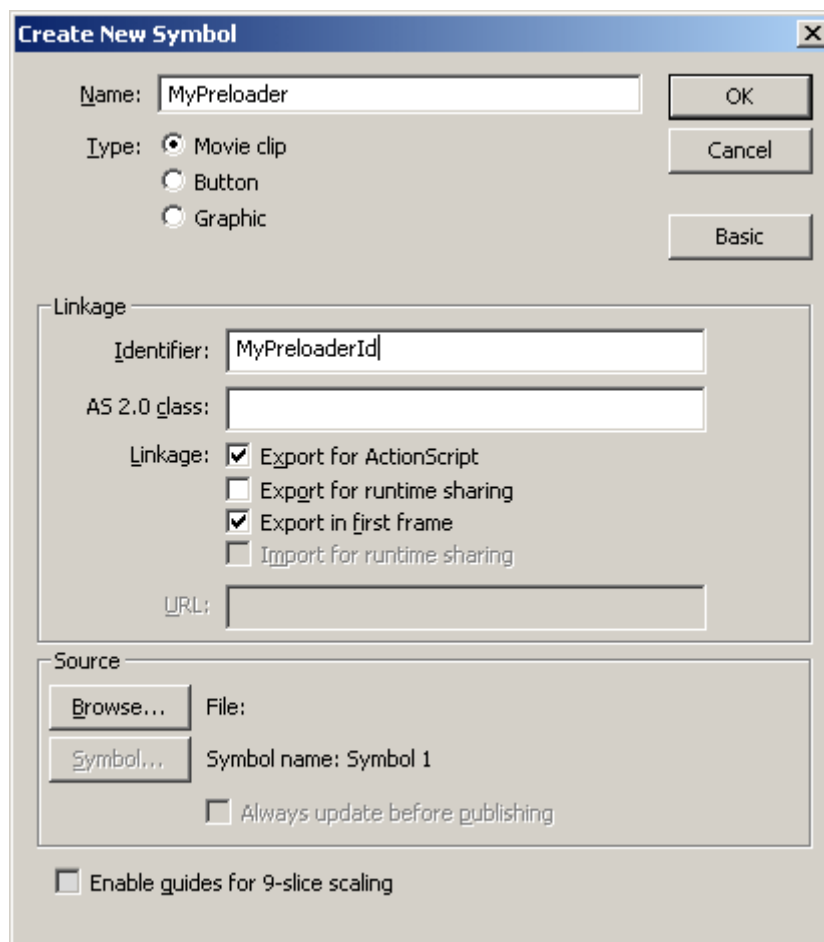 Create New Symbol
Name: MyPreloader OK
Type: Movie clip Cancel
Button
Graphic
Basic
Linkage
Identifier: MyPreloaderId
AS 2.0 class:
Linkage: Export for ActionScript
Export for runtime sharing
Export in first frame
Import for runtime sharing
URL:
Source
Browse... File:
Symbol... Symbol name: Symbol 1
Always update before publishing
Enable guides for 9-slice scaling